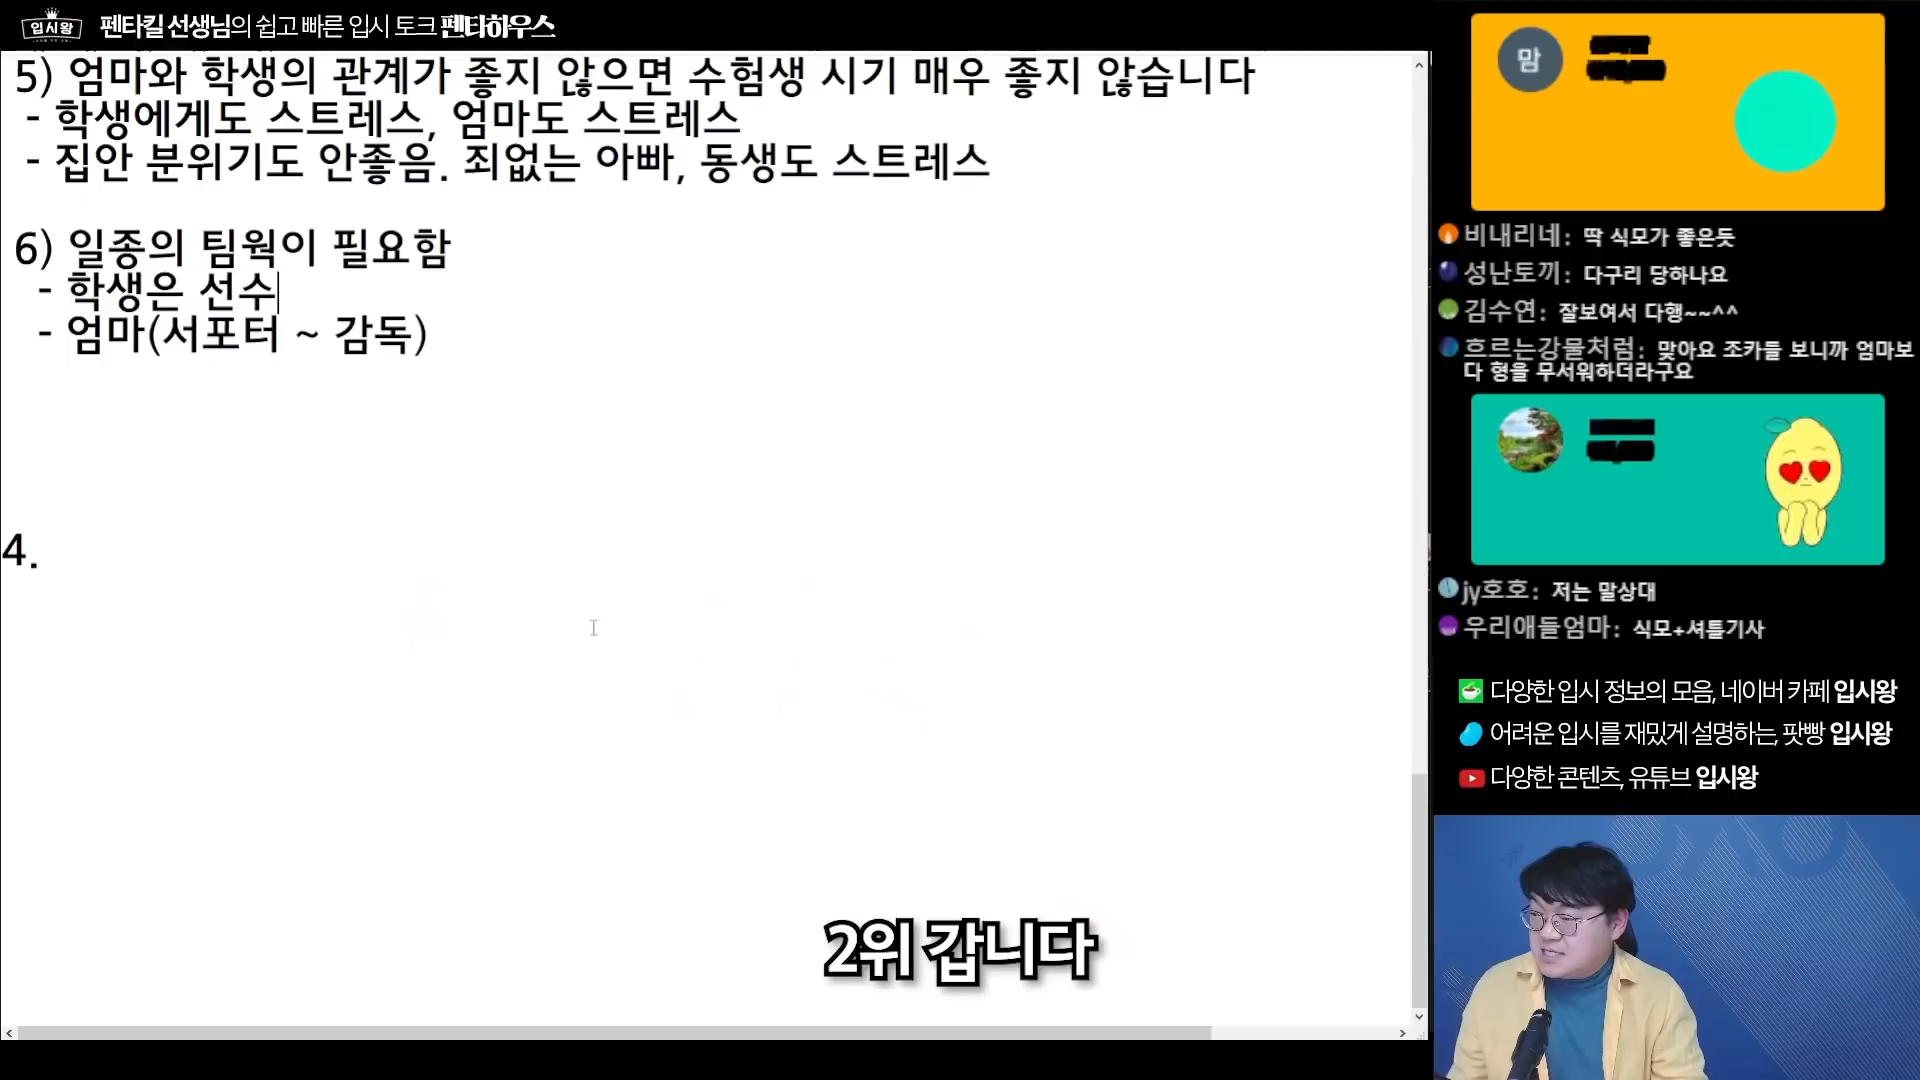 입시왕 펜타킬 선생님의 쉽고 빠른 입시 토크 펜타하우스
5) 엄마와 학생의 관계가 좋지 않으면 수험생 시기 매우 좋지 않습니다
- 학생에게도 스트레스, 엄마도 스트레스
- 집안 분위기도 안좋음. 죄없는 아빠, 동생도 스트레스
6) 일종의 팀웍이 필요함
- 학생은 선수
- 엄마(서포터 ~ 감독)
4.
2위 갑니다
맘
비내리네: 딱 식모가 좋은듯
성난토끼: 다구리 당하나요
김수연: 잘보여서 다행~~^^
흐르는강물처럼: 맞아요 조카들 보니까 엄마보
다 형을 무서워하더라구요
jy호호: 저는 말상대
우리애들엄마: 식모+셔틀기사
다양한 입시 정보의 모음, 네이버 카페 입시왕
어려운 입시를 재밌게 설명하는, 팟빵 입시왕
다양한 콘텐츠, 유튜브 입시왕